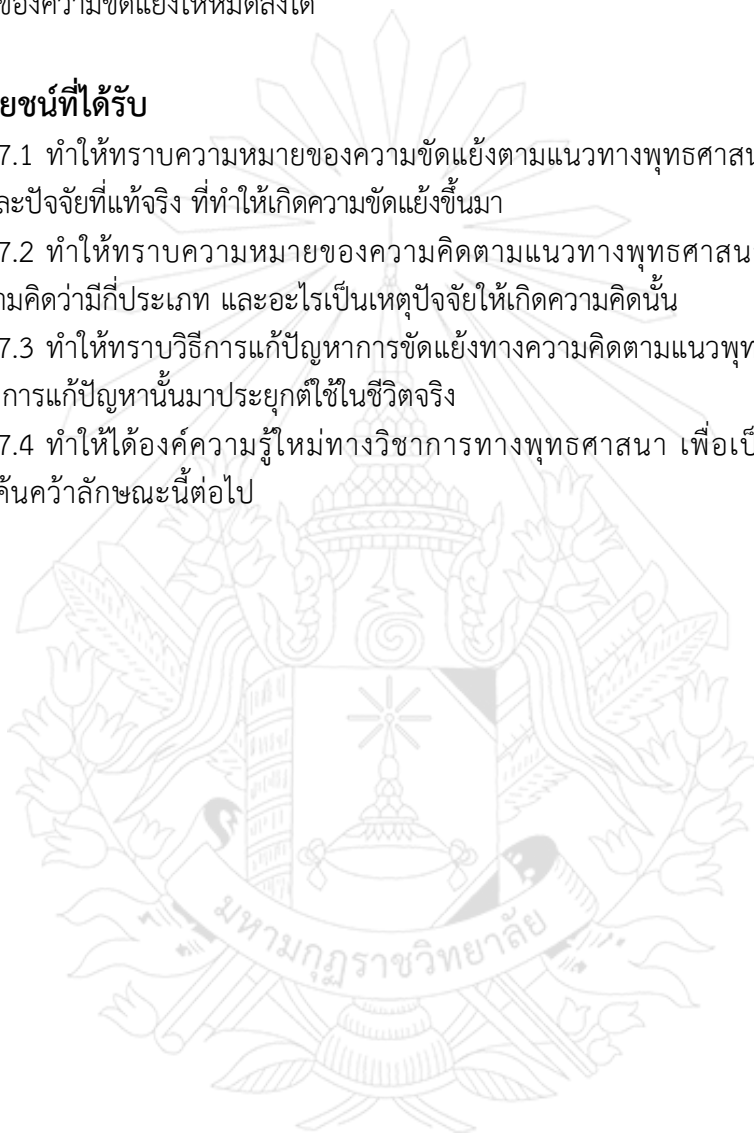 ของความขัดแย้งให้หมดลงได้
ยชน์ที่ได้รับ
7.1 ทำให้ทราบความหมายของความขัดแย้งตามแนวทางพุทธศาสน
ละปัจจัยที่แท้จริง ที่ทำให้เกิดความขัดแย้งขึ้นมา
7.2 ทำให้ทราบความหมายของความคิดตามแนวทางพุทธศาสน
ามคิดว่ามีกี่ประเภท และอะไรเป็นเหตุปัจจัยให้เกิดความคิดนั้น
7.3 ทำให้ทราบวิธีการแก้ปัญหาการขัดแย้งทางความคิดตามแนวพุท
การแก้ปัญหานั้นมาประยุกต์ใช้ในชีวิตจริง
7.4 ทำให้ได้องค์ความรู้ใหม่ทางวิชาการทางพุทธศาสนา เพื่อเป็
ค้นคว้าลักษณะนี้ต่อไป
มหามกุฏราชวิทยาลัย